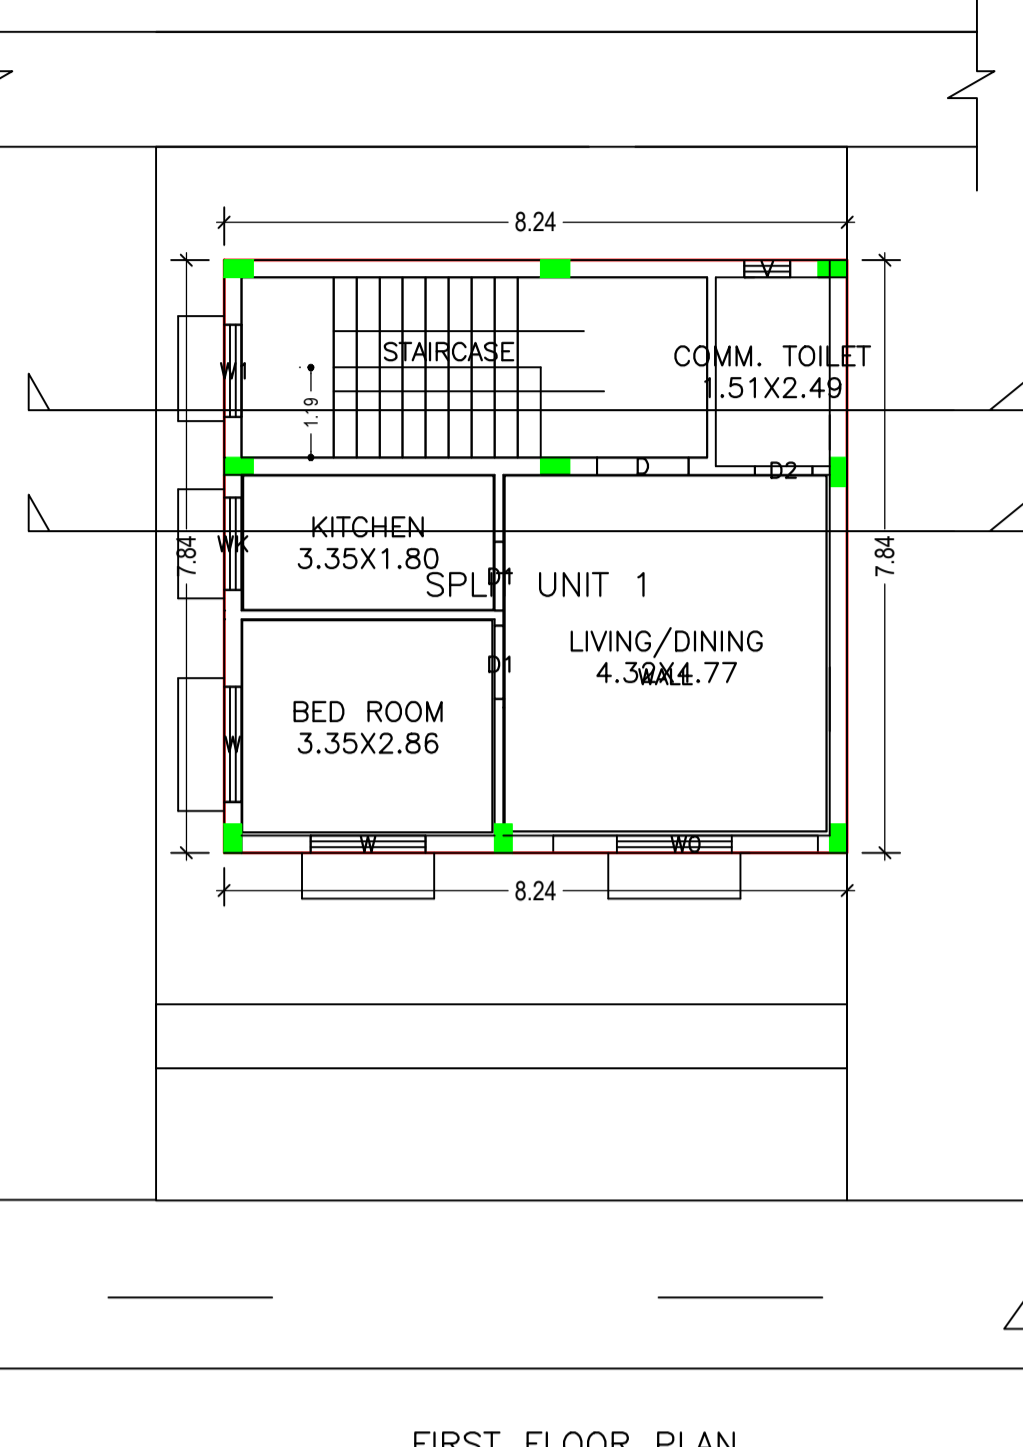 8.24
V
STAIRCASE
COMM. TOILET
1.51X2.49
W1
1.19
D
D2
KITCHEN
3.35X1.80
WK
7.84
7.84
D1
SPLIT UNIT 1
LIVING/DINING
4.32X4.77
WALL
D1
BED ROOM
3.35X2.86
W
W
WO
8.24
FIRST FLOOR PLAN